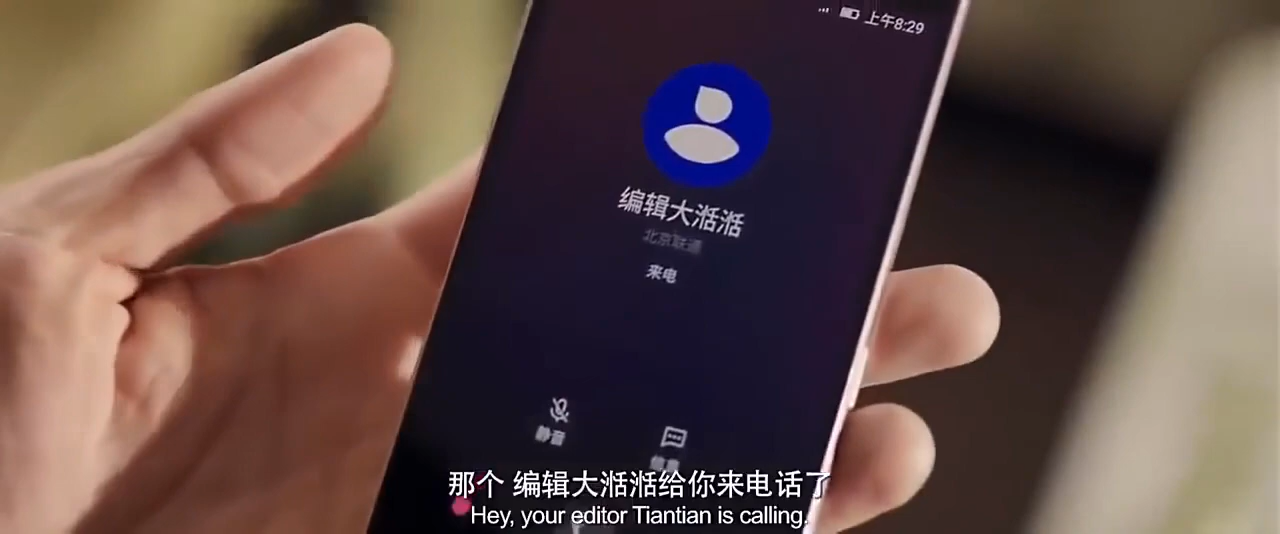 上午8:29
编辑大湉湉
北京联通
来电
静音
那个 编辑大湉湉给你来电话了
Hey, your editor Tiantian is calling.